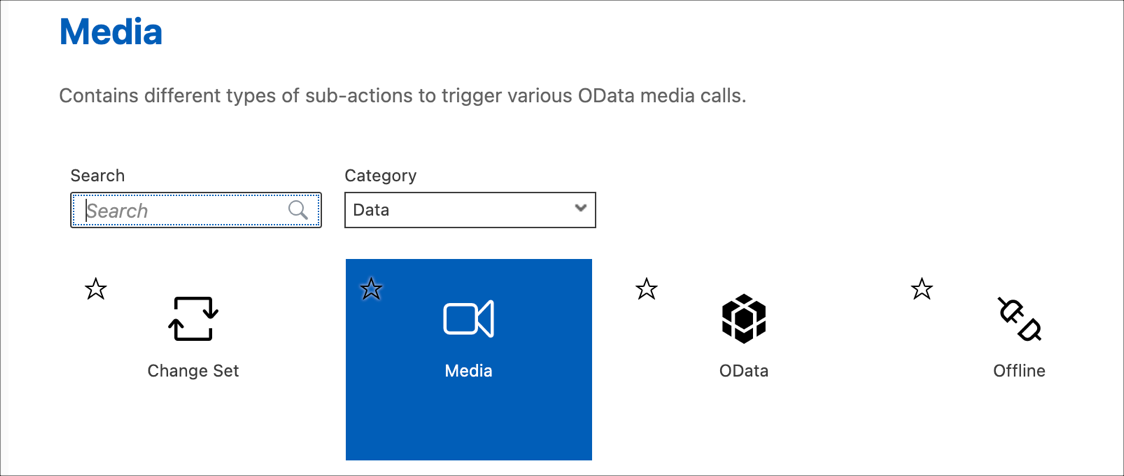 Media
Contains different types of sub-actions to trigger various OData media calls.
Search Category
Search Data
Change Set Media OData Offline